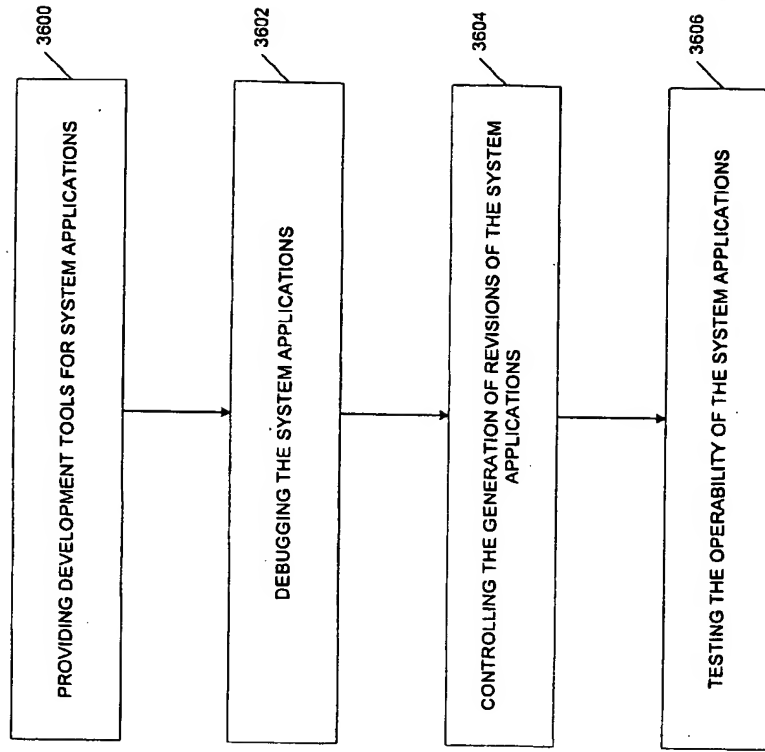 3600
PROVIDING DEVELOPMENT TOOLS FOR SYSTEM APPLICATIONS
3602
DEBUGGING THE SYSTEM APPLICATIONS
3604
CONTROLLING THE GENERATION OF REVISIONS OF THE SYSTEM
APPLICATIONS
3606
TESTING THE OPERABILITY OF THE SYSTEM APPLICATIONS